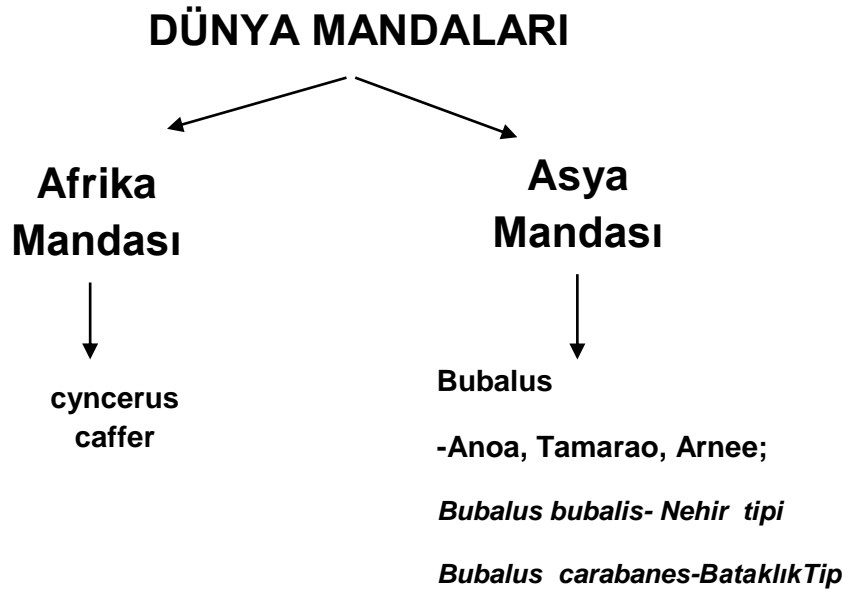 DÜNYA MANDALARI
Afrika
Mandası
cyncerus
caffer
Asya
Mandası
Bubalus
-Anoa, Tamarao, Arnee;
Bubalus bubalis- Nehir tipi
Bubalus carabanes-BataklıkTip